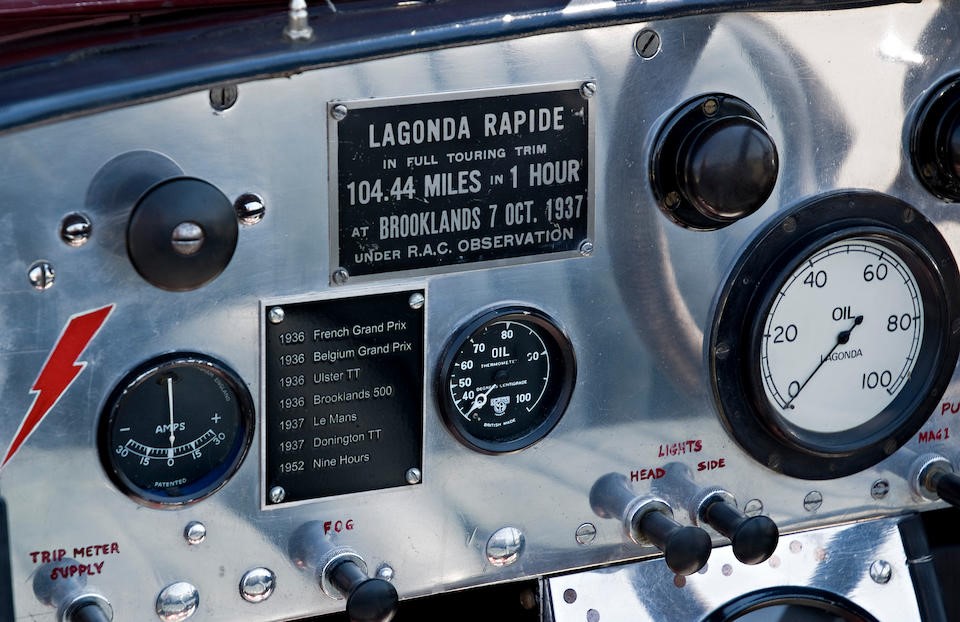 LAGONDA RAPIDE
IN FULL TOURING TRIM
104.44 MILES IN 1 HOUR
AT BROOKLANDS 7 OCT. 1937
UNDER R.A.C. OBSERVATION
1936 French Grand Prix
1936 Belgium Grand Prix
1936 Ulster TT
1936 Brooklands 500
1937 Le Mans
1937 Donington TT
1952 Nine Hours
AMPS
- +
30 15 0 15 30
PATENTED
80
70 90
60
50
40
100
OIL
THERMOMETER
DEGREES CENTIGRADE
BRITISH MADE
40 60
20 80
0 100
OIL
LAGONDA
TRIP METER
SUPPLY
FOG
LIGHTS
HEAD SIDE
MAG 1